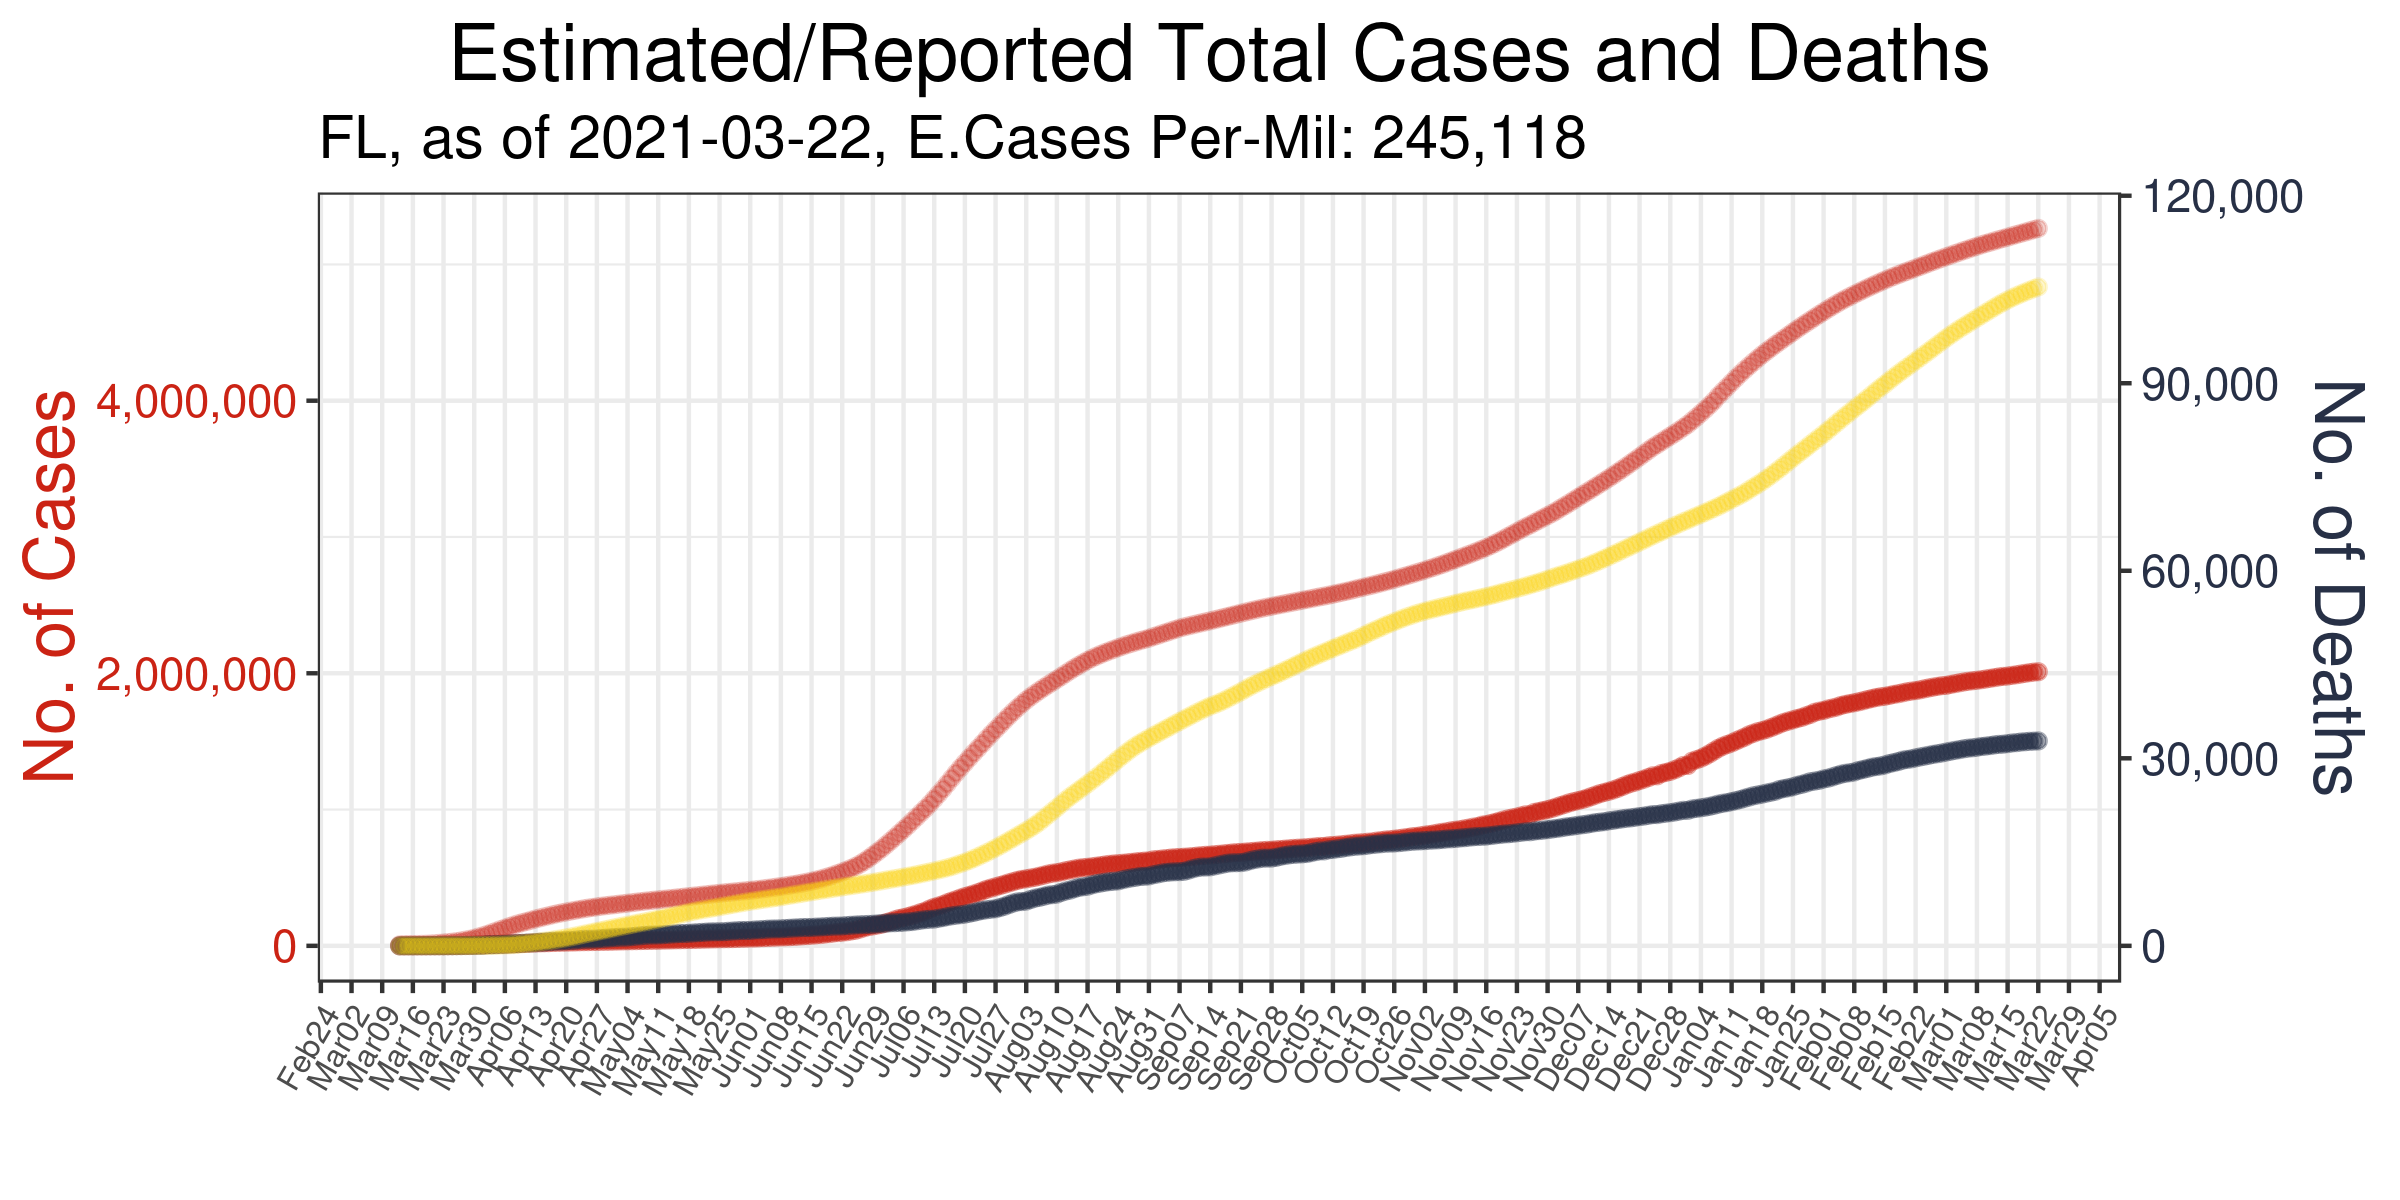 Estimated/Reported Total Cases and Deaths
FL, as of 2021-03-22, E.Cases Per-Mil: 245,118
No. of Cases
4,000,000
2,000,000
0
120,000
90,000
60,000
30,000
0
No. of Deaths
Feb24
Mar02
Mar09
Mar16
Mar23
Mar30
Apr06
Apr13
Apr20
Apr27
May04
May11
May18
May25
Jun01
Jun08
Jun15
Jun22
Jun29
Jul06
Jul13
Jul20
Jul27
Aug03
Aug10
Aug17
Aug24
Aug31
Sep07
Sep14
Sep21
Sep28
Oct05
Oct12
Oct19
Oct26
Nov02
Nov09
Nov16
Nov23
Nov30
Dec07
Dec14
Dec21
Dec28
Jan04
Jan11
Jan18
Jan25
Feb01
Feb08
Feb15
Feb22
Mar01
Mar08
Mar15
Mar22
Mar29
Apr05